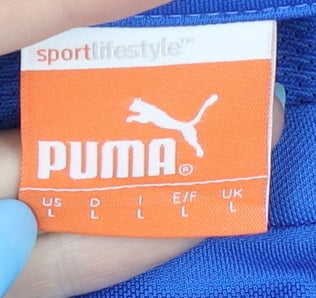 sportlifestyle™
PUMA®
US D I E/F UK
L L L L L